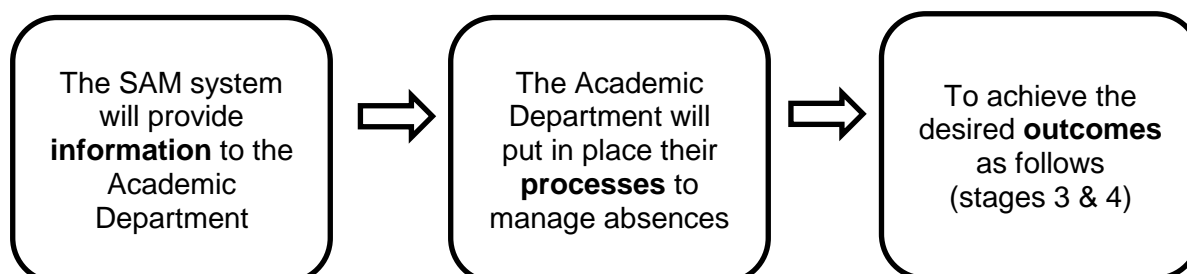 The SAM system
will provide
information to the
Academic
Department
The Academic
Department will
put in place their
processes to
manage absences
To achieve the
desired outcomes
as follows
(stages 3 & 4)